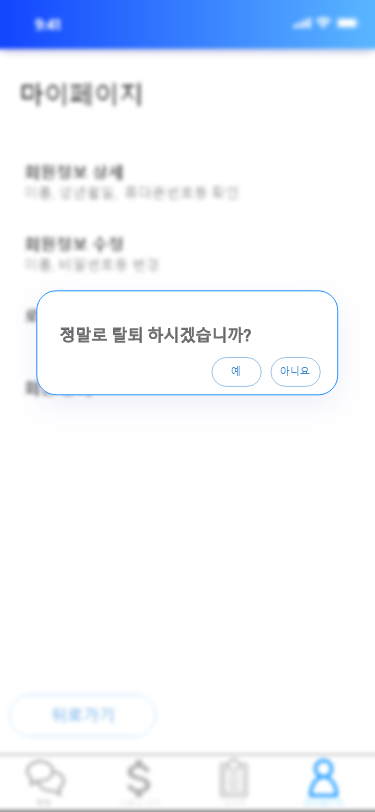 9:41
마이페이지
회원정보 상세
이름, 생년월일, 휴대폰번호등 확인
회원정보 수정
이름, 비밀번호등 변경
정말로 탈퇴 하시겠습니까?
예 아니요
뒤로가기